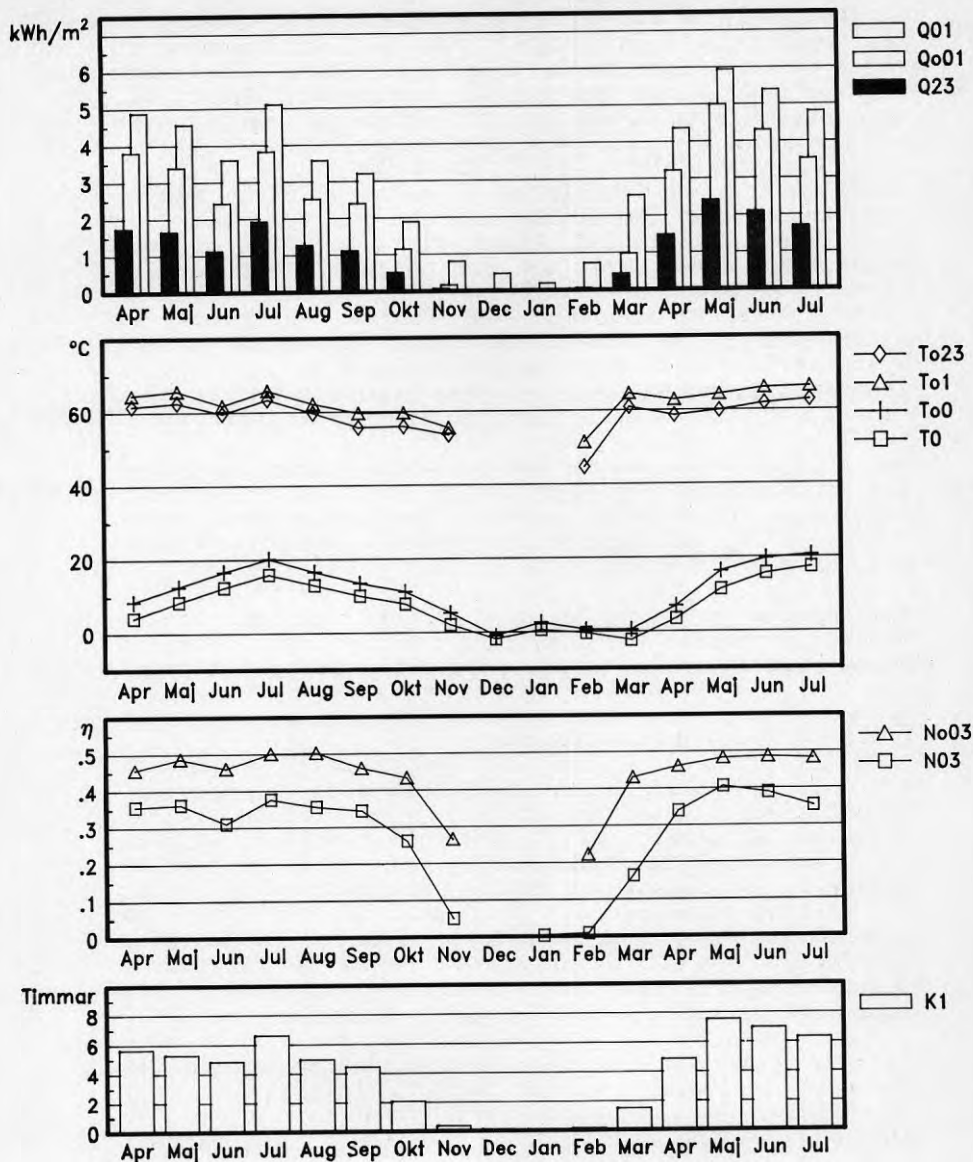 kWh/m²
7
6
5
4
3
2
1
0
Apr Maj Jun Jul Aug Sep Okt Nov Dec Jan Feb Mar Apr Maj Jun Jul
Q01
Qo01
Q23
°C
60
40
20
0
Apr Maj Jun Jul Aug Sep Okt Nov Dec Jan Feb Mar Apr Maj Jun Jul
To23
To1
To0
T0
η
.5
.4
.3
.2
.1
0
Apr Maj Jun Jul Aug Sep Okt Nov Dec Jan Feb Mar Apr Maj Jun Jul
No03
N03
Timmar
8
6
4
2
0
Apr Maj Jun Jul Aug Sep Okt Nov Dec Jan Feb Mar Apr Maj Jun Jul
K1